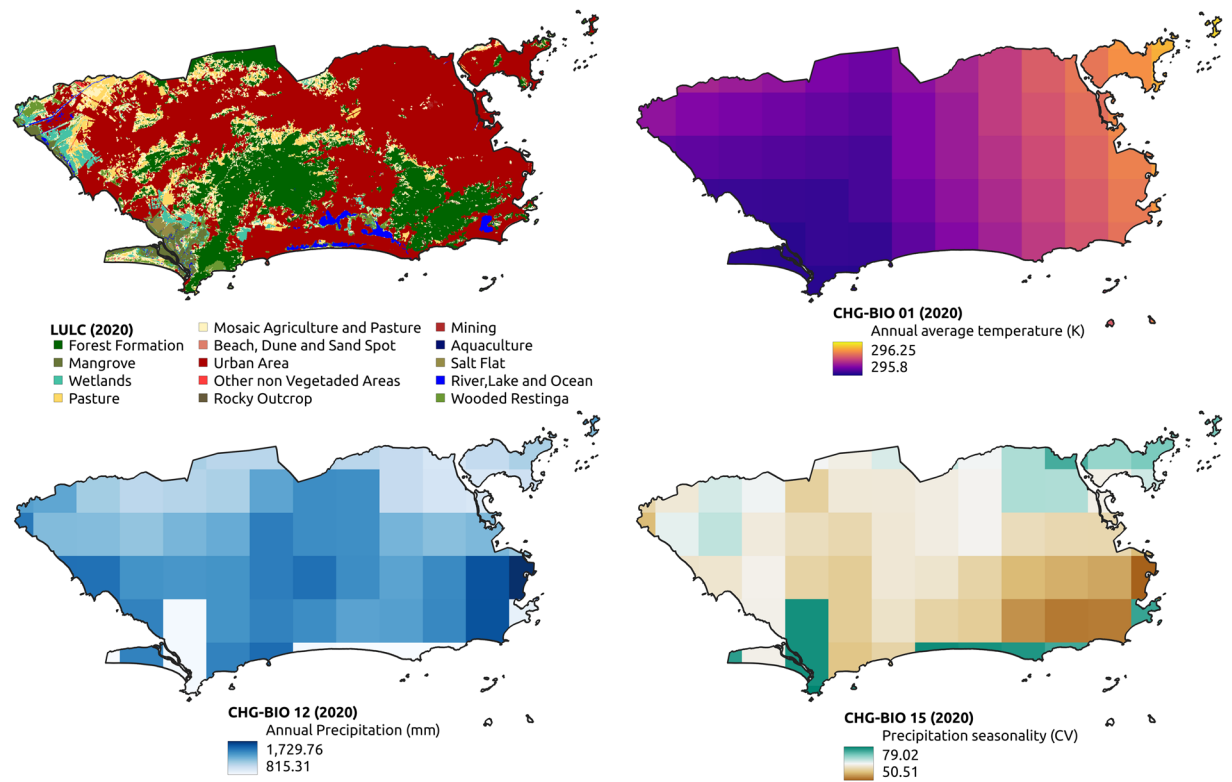 LULC (2020)
Forest Formation
Mangrove
Wetlands
Pasture
Mosaic Agriculture and Pasture
Beach, Dune and Sand Spot
Urban Area
Other non Vegetaded Areas
Rocky Outcrop
Mining
Aquaculture
Salt Flat
River,Lake and Ocean
Wooded Restinga
CHG-BIO 01 (2020)
Annual average temperature (K)
296.25
295.8
CHG-BIO 12 (2020)
Annual Precipitation (mm)
1,729.76
815.31
CHG-BIO 15 (2020)
Precipitation seasonality (CV)
79.02
50.51